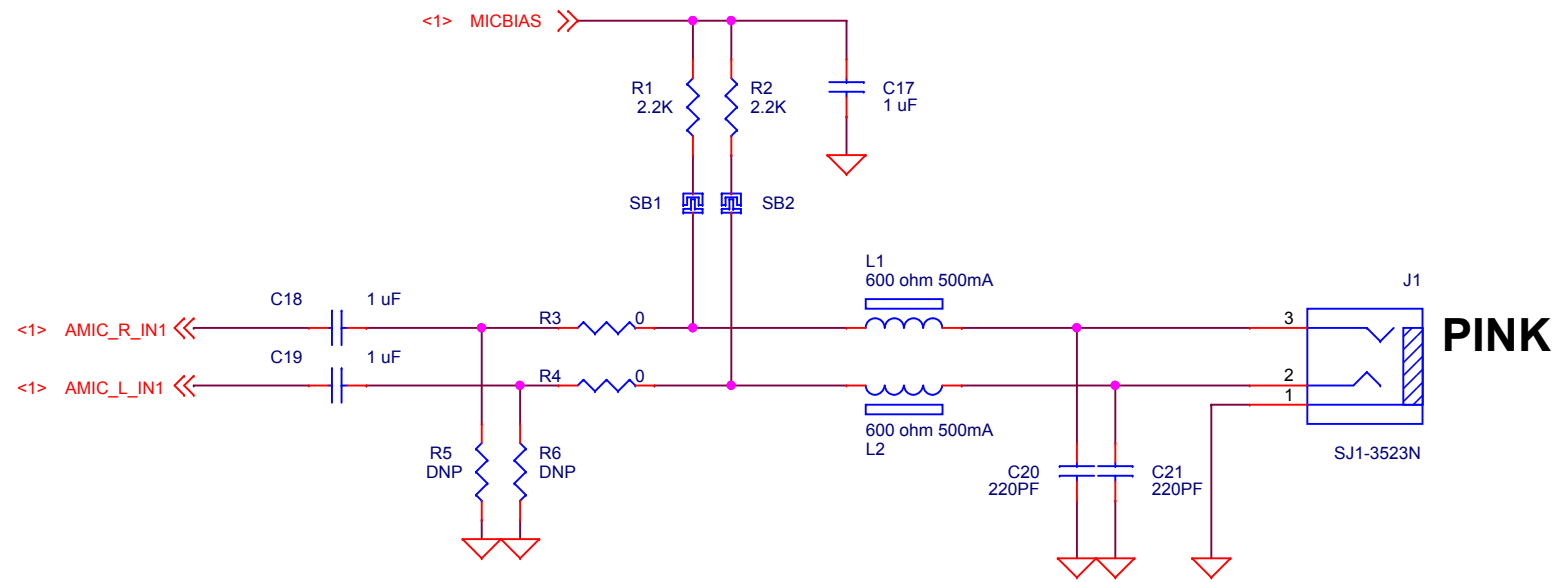 <1> MICBIAS
R1
2.2K
R2
2.2K
C17
1 uF
SB1
SB2
L1
600 ohm 500mA
J1
C18
1 uF
<1> AMIC_R_IN1
R3
0
3
PINK
C19
1 uF
<1> AMIC_L_IN1
R4
0
2
1
600 ohm 500mA
L2
R5
DNP
R6
DNP
SJ1-3523N
C20
220PF
C21
220PF